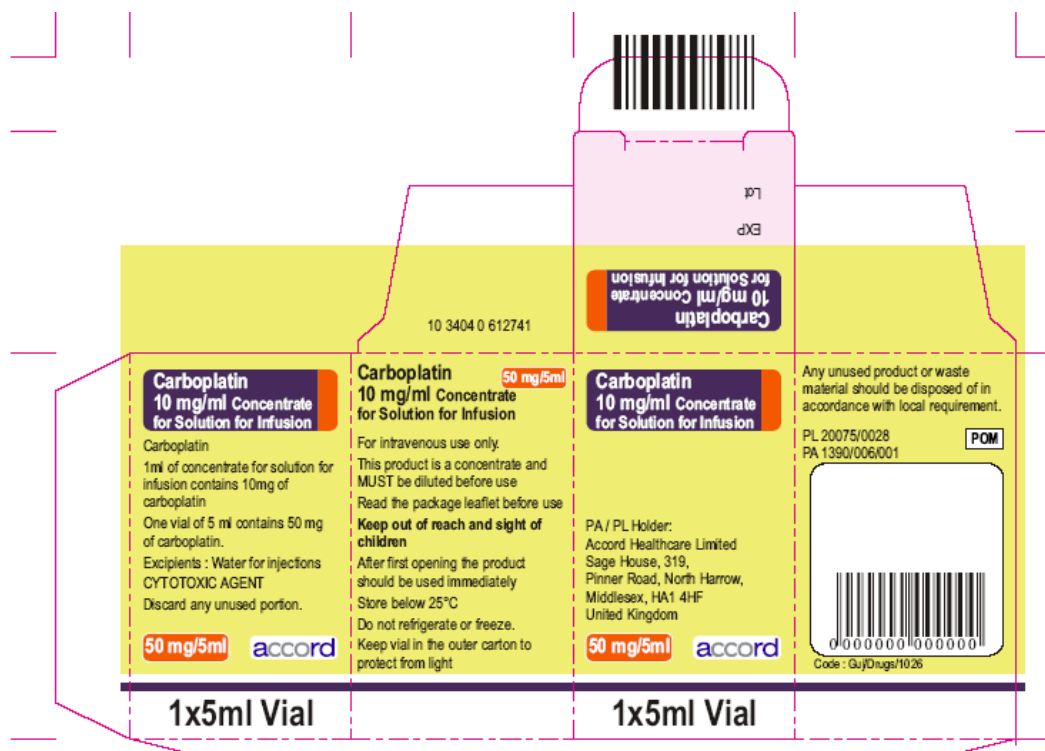 Lot
EXP
Carboplatin
10 mg/ml Concentrate
for Solution for Infusion
10 3404 0 612741
Carboplatin
10 mg/ml Concentrate
for Solution for Infusion
Carboplatin
1ml of concentrate for solution for
infusion contains 10mg of
carboplatin
One vial of 5 ml contains 50 mg
of carboplatin.
Excipients : Water for injections
CYTOTOXIC AGENT
Discard any unused portion.
50 mg/5ml
accord
1x5ml Vial
Carboplatin
50 mg/5ml
10 mg/ml Concentrate
for Solution for Infusion
For intravenous use only.
This product is a concentrate and
MUST be diluted before use
Read the package leaflet before use
Keep out of reach and sight of
children
After first opening the product
should be used immediately
Store below 25°C
Do not refrigerate or freeze.
Keep vial in the outer carton to
protect from light
Carboplatin
10 mg/ml Concentrate
for Solution for Infusion
PA / PL Holder:
Accord Healthcare Limited
Sage House, 319,
Pinner Road, North Harrow,
Middlesex, HA1 4HF
United Kingdom
50 mg/5ml
accord
1x5ml Vial
Any unused product or waste
material should be disposed of in
accordance with local requirement.
PL 20075/0028
POM
PA 1390/006/001
0 000000 000000
Code : Guj/Drugs/1026